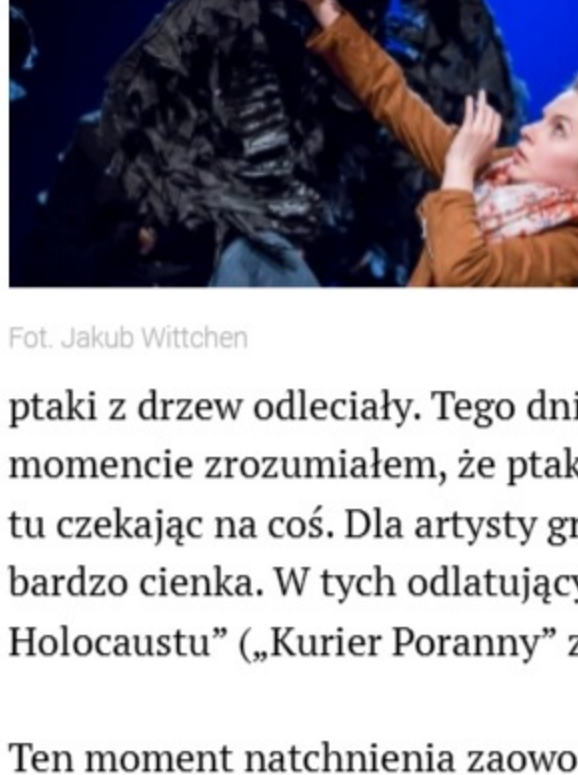 Fot. Jakub Wittchen
ptaki z drzew odleciały. Tego dni
momencie zrozumiałem, że ptak
tu czekając na coś. Dla artysty gr
bardzo cienka. W tych odlatujący
Holocaustu” („Kurier Poranny” z
Ten moment natchnienia zaowo